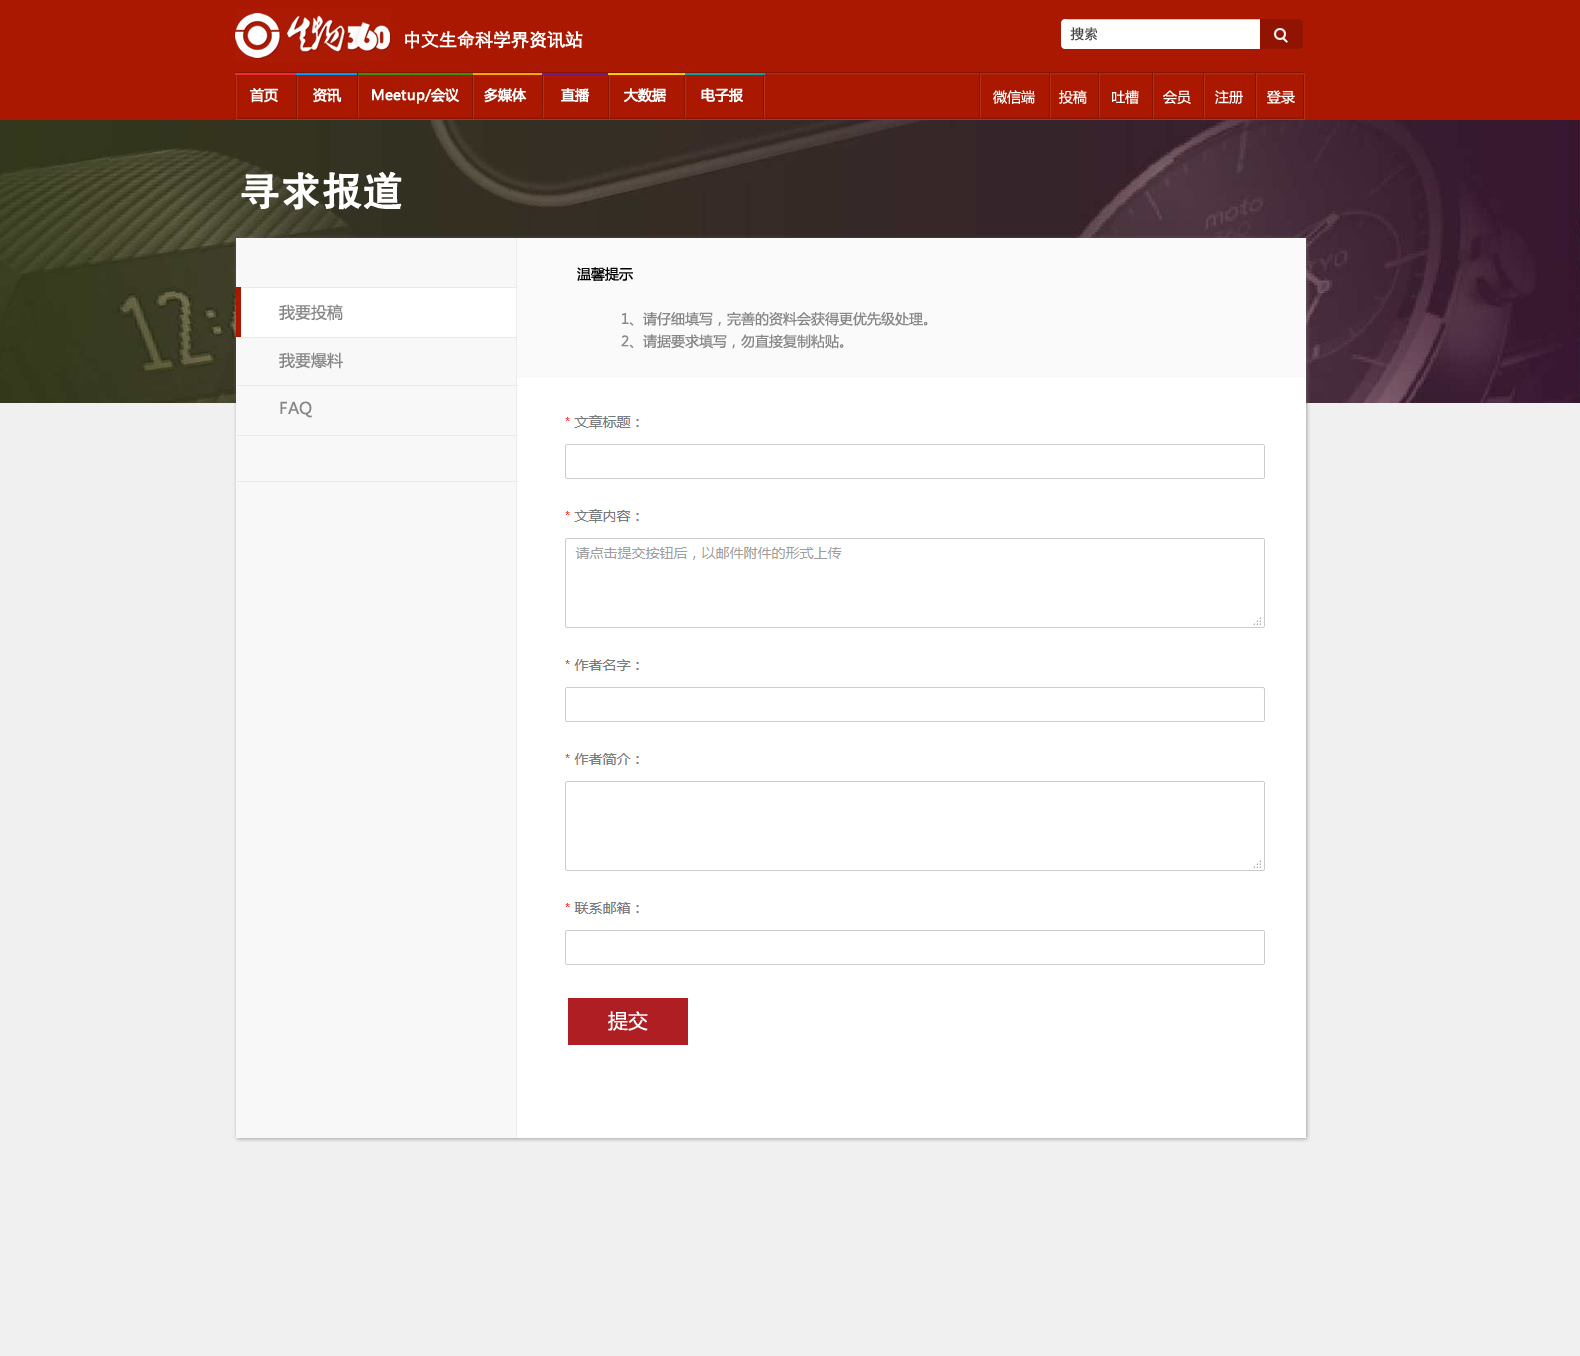 生物360 中文生命科学界资讯站
搜索
首页 资讯 Meetup/会议 多媒体 直播 大数据 电子报 微信端 投稿 吐槽 会员 注册 登录
寻求报道
moto
360
TOKYO
12:
我要投稿
我要爆料
FAQ
温馨提示
1、请仔细填写，完善的资料会获得更优先级处理。
2、请据要求填写，勿直接复制粘贴。
* 文章标题：
* 文章内容：
请点击提交按钮后，以邮件附件的形式上传
* 作者名字：
* 作者简介：
* 联系邮箱：
提交